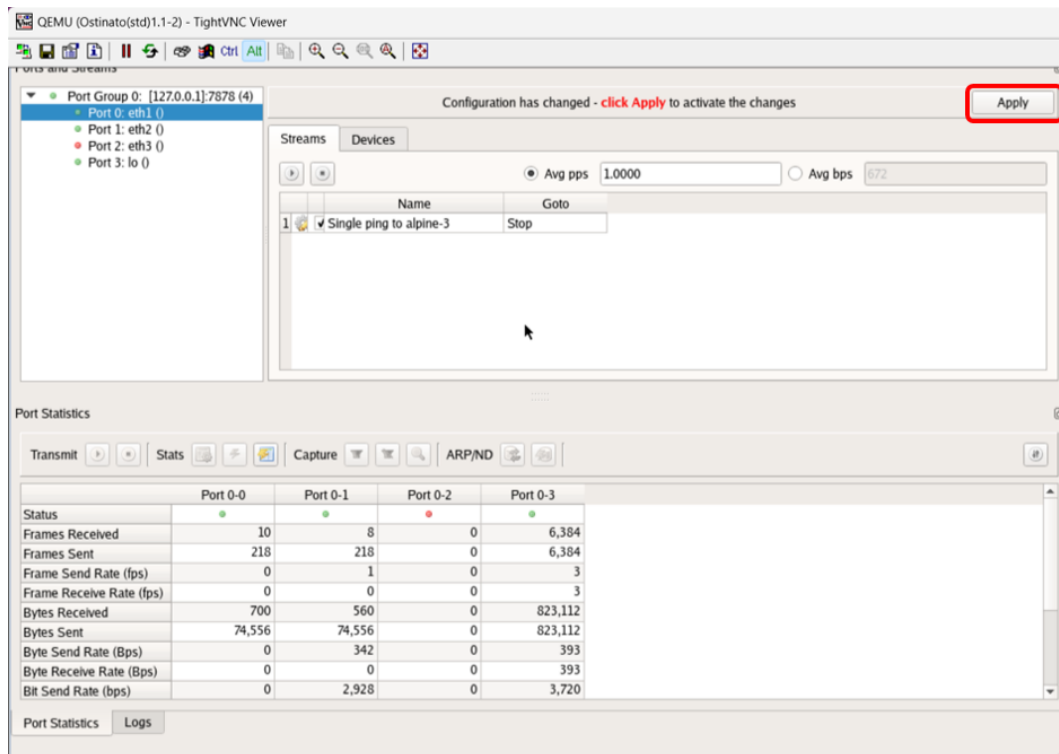 QEMU (Ostinato(std)1.1-2) - TightVNC Viewer
Ctrl Alt
Ports and Streams
Port Group 0: [127.0.0.1]:7878 (4)
Port 0: eth1 ()
Port 1: eth2 ()
Port 2: eth3 ()
Port 3: lo ()
Configuration has changed - click Apply to activate the changes
Apply
Streams Devices
Avg pps 1.0000 Avg bps 672
Name Goto
1 Single ping to alpine-3 Stop
Port Statistics
Transmit Stats Capture ARP/ND
Port 0-0 Port 0-1 Port 0-2 Port 0-3
Status
Frames Received 10 8 0 6,384
Frames Sent 218 218 0 6,384
Frame Send Rate (fps) 0 1 0 3
Frame Receive Rate (fps) 0 0 0 3
Bytes Received 700 560 0 823,112
Bytes Sent 74,556 74,556 0 823,112
Byte Send Rate (Bps) 0 342 0 393
Byte Receive Rate (Bps) 0 0 0 393
Bit Send Rate (bps) 0 2,928 0 3,720
Port Statistics Logs